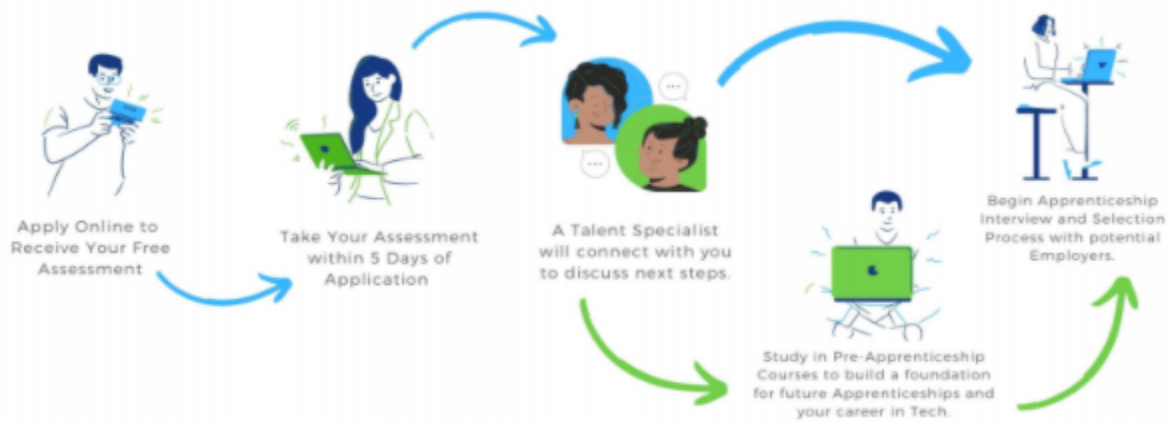 Apply Online to
Receive Your Free
Assessment
Take Your Assessment
within 5 Days of
Application
A Talent Specialist
will connect with you
to discuss next steps.
Study in Pre-Apprenticeship
Courses to build a foundation
for future Apprenticeships and
your career in Tech.
Begin Apprenticeship
Interview and Selection
Process with potential
Employers.